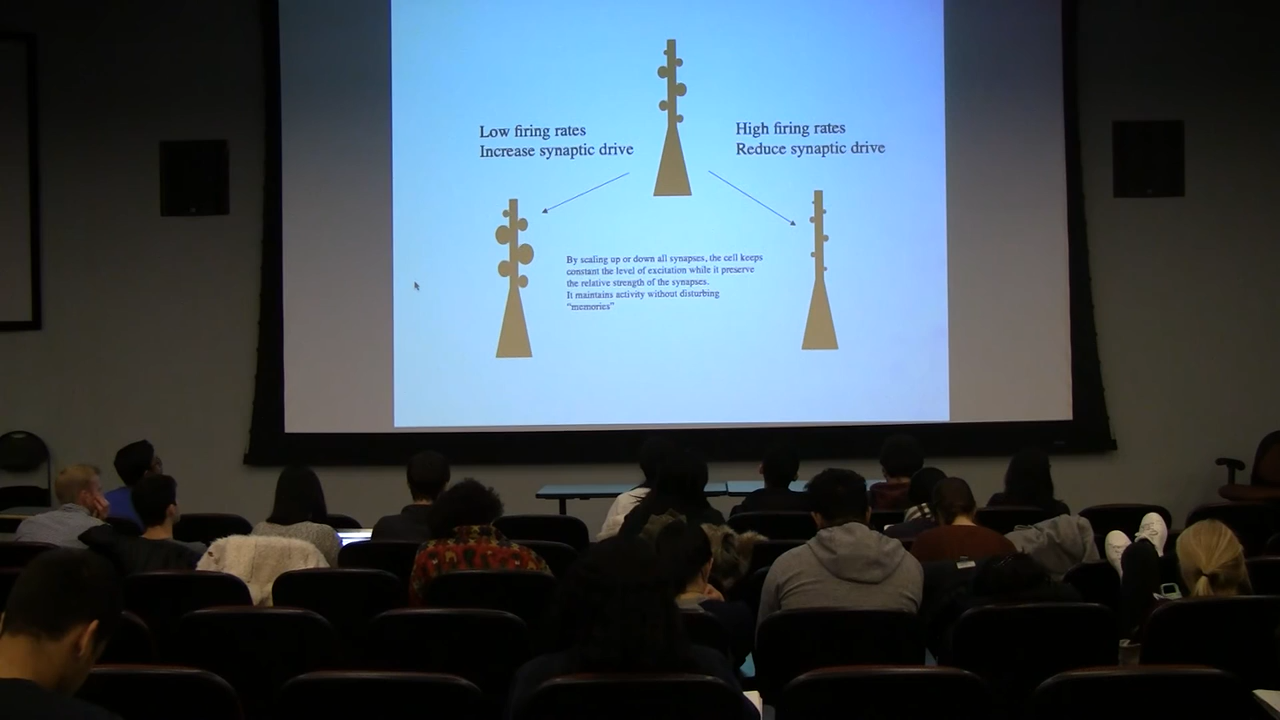 Low firing rates
Increase synaptic drive
High firing rates
Reduce synaptic drive
By scaling up or down all synapses, the cell keeps
constant the level of excitation while it preserve
the relative strength of the synapses.
It maintains activity without disturbing
“memories”